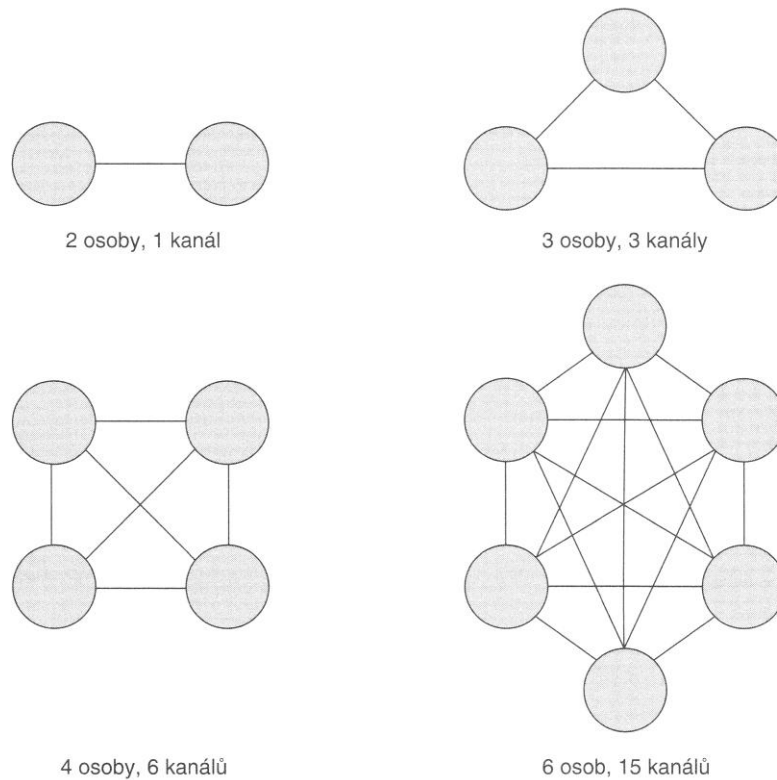 2 osoby, 1 kanál
3 osoby, 3 kanály
4 osoby, 6 kanálů
6 osob, 15 kanálů